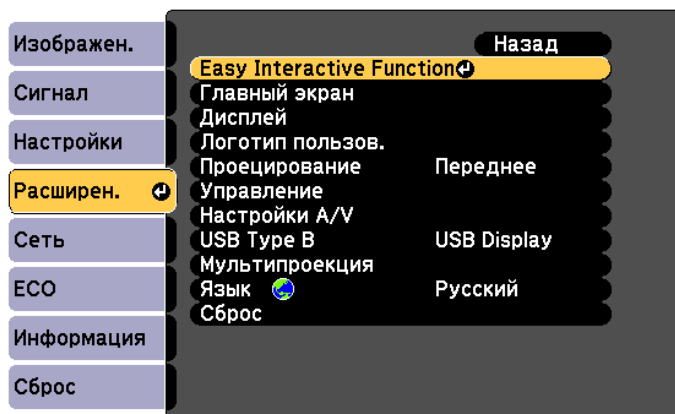 Изображен.
Сигнал
Настройки
Расширен.
Сеть
ECO
Информация
Сброс
Назад
Easy Interactive Function
Главный экран
Дисплей
Логотип пользов.
Проецирование Переднее
Управление
Настройки A/V
USB Type B USB Display
Мультипроекция
Язык Русский
Сброс